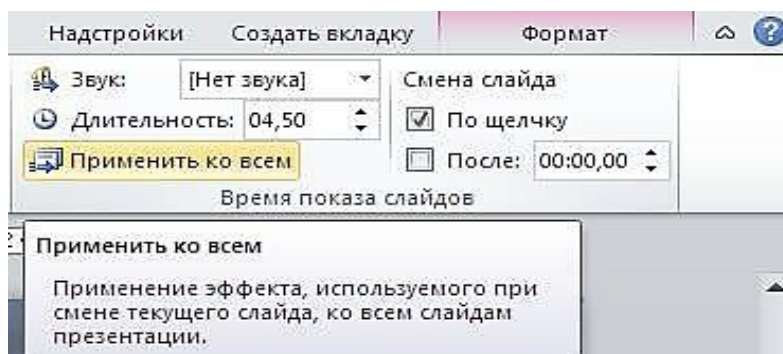 Надстройки Создать вкладку Формат
Звук: [Нет звука] Смена слайда
Длительность: 04,50 По щелчку
Применить ко всем После: 00:00,00
Время показа слайдов
Применить ко всем
Применение эффекта, используемого при
смене текущего слайда, ко всем слайдам
презентации.